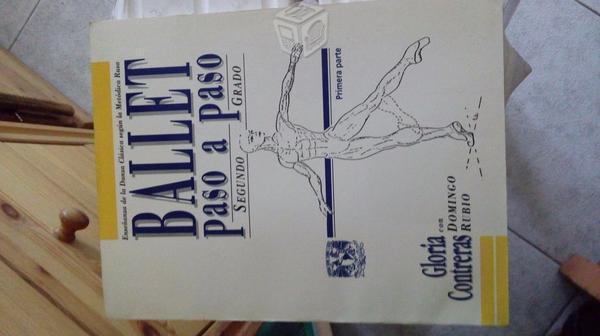 Enseñanza de la Danza Clásica según la Metódica Rusa
BALLET
Paso a paso
SEGUNDO GRADO
Primera parte
Gloria con
Contreras DOMINGO
RUBIO